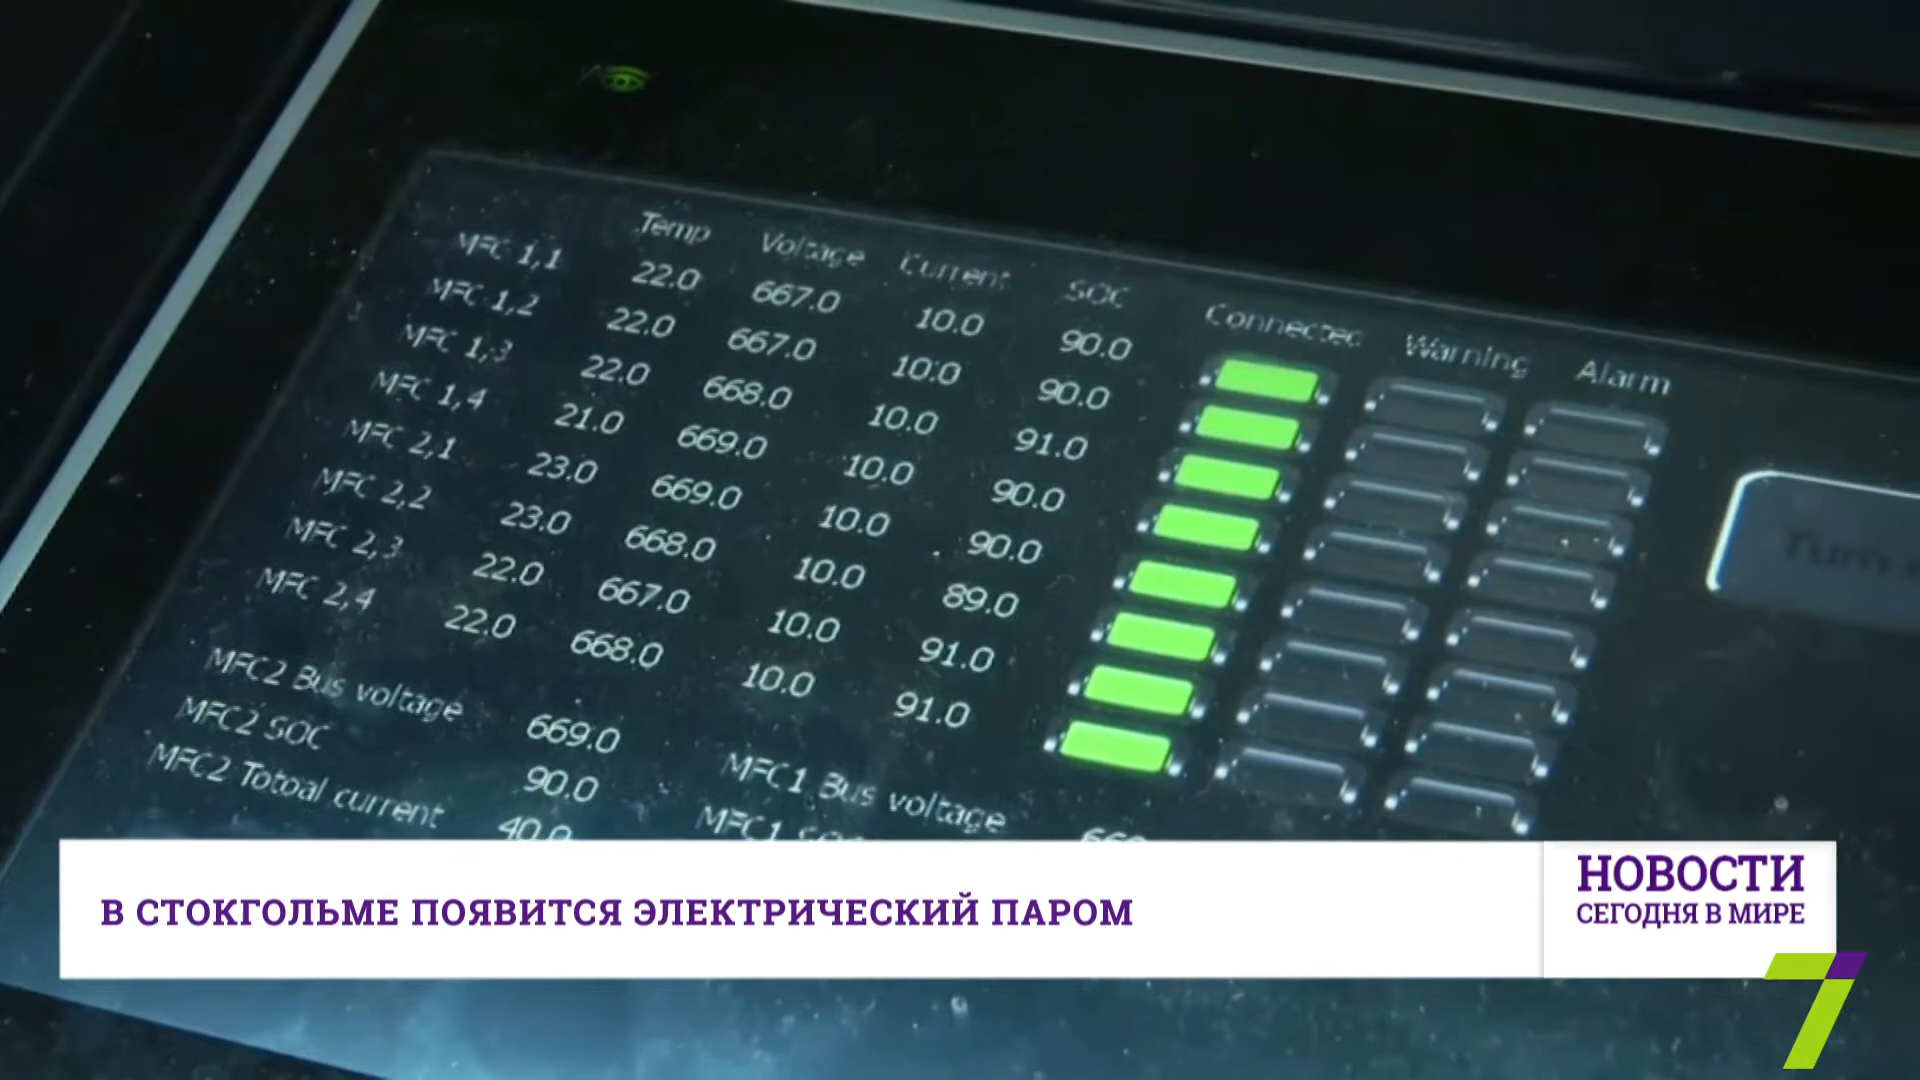 Temp Voltage Current SOC Connected Warning Alarm
MFC 1,1 22.0 667.0 10.0 90.0
MFC 1,2 22.0 667.0 10.0 90.0
MFC 1,3 22.0 668.0 10.0 91.0
MFC 1,4 21.0 669.0 10.0 90.0
MFC 2,1 23.0 669.0 10.0 90.0
MFC 2,2 23.0 668.0 10.0 89.0
MFC 2,3 22.0 667.0 10.0 91.0
MFC 2,4 22.0 668.0 10.0 91.0
MFC2 Bus voltage 669.0
MFC2 SOC 90.0
MFC2 Totoal current 40.0
MFC1 Bus voltage
MFC1 SOC
Turn
В СТОКГОЛЬМЕ ПОЯВИТСЯ ЭЛЕКТРИЧЕСКИЙ ПАРОМ
НОВОСТИ
СЕГОДНЯ В МИРЕ
7